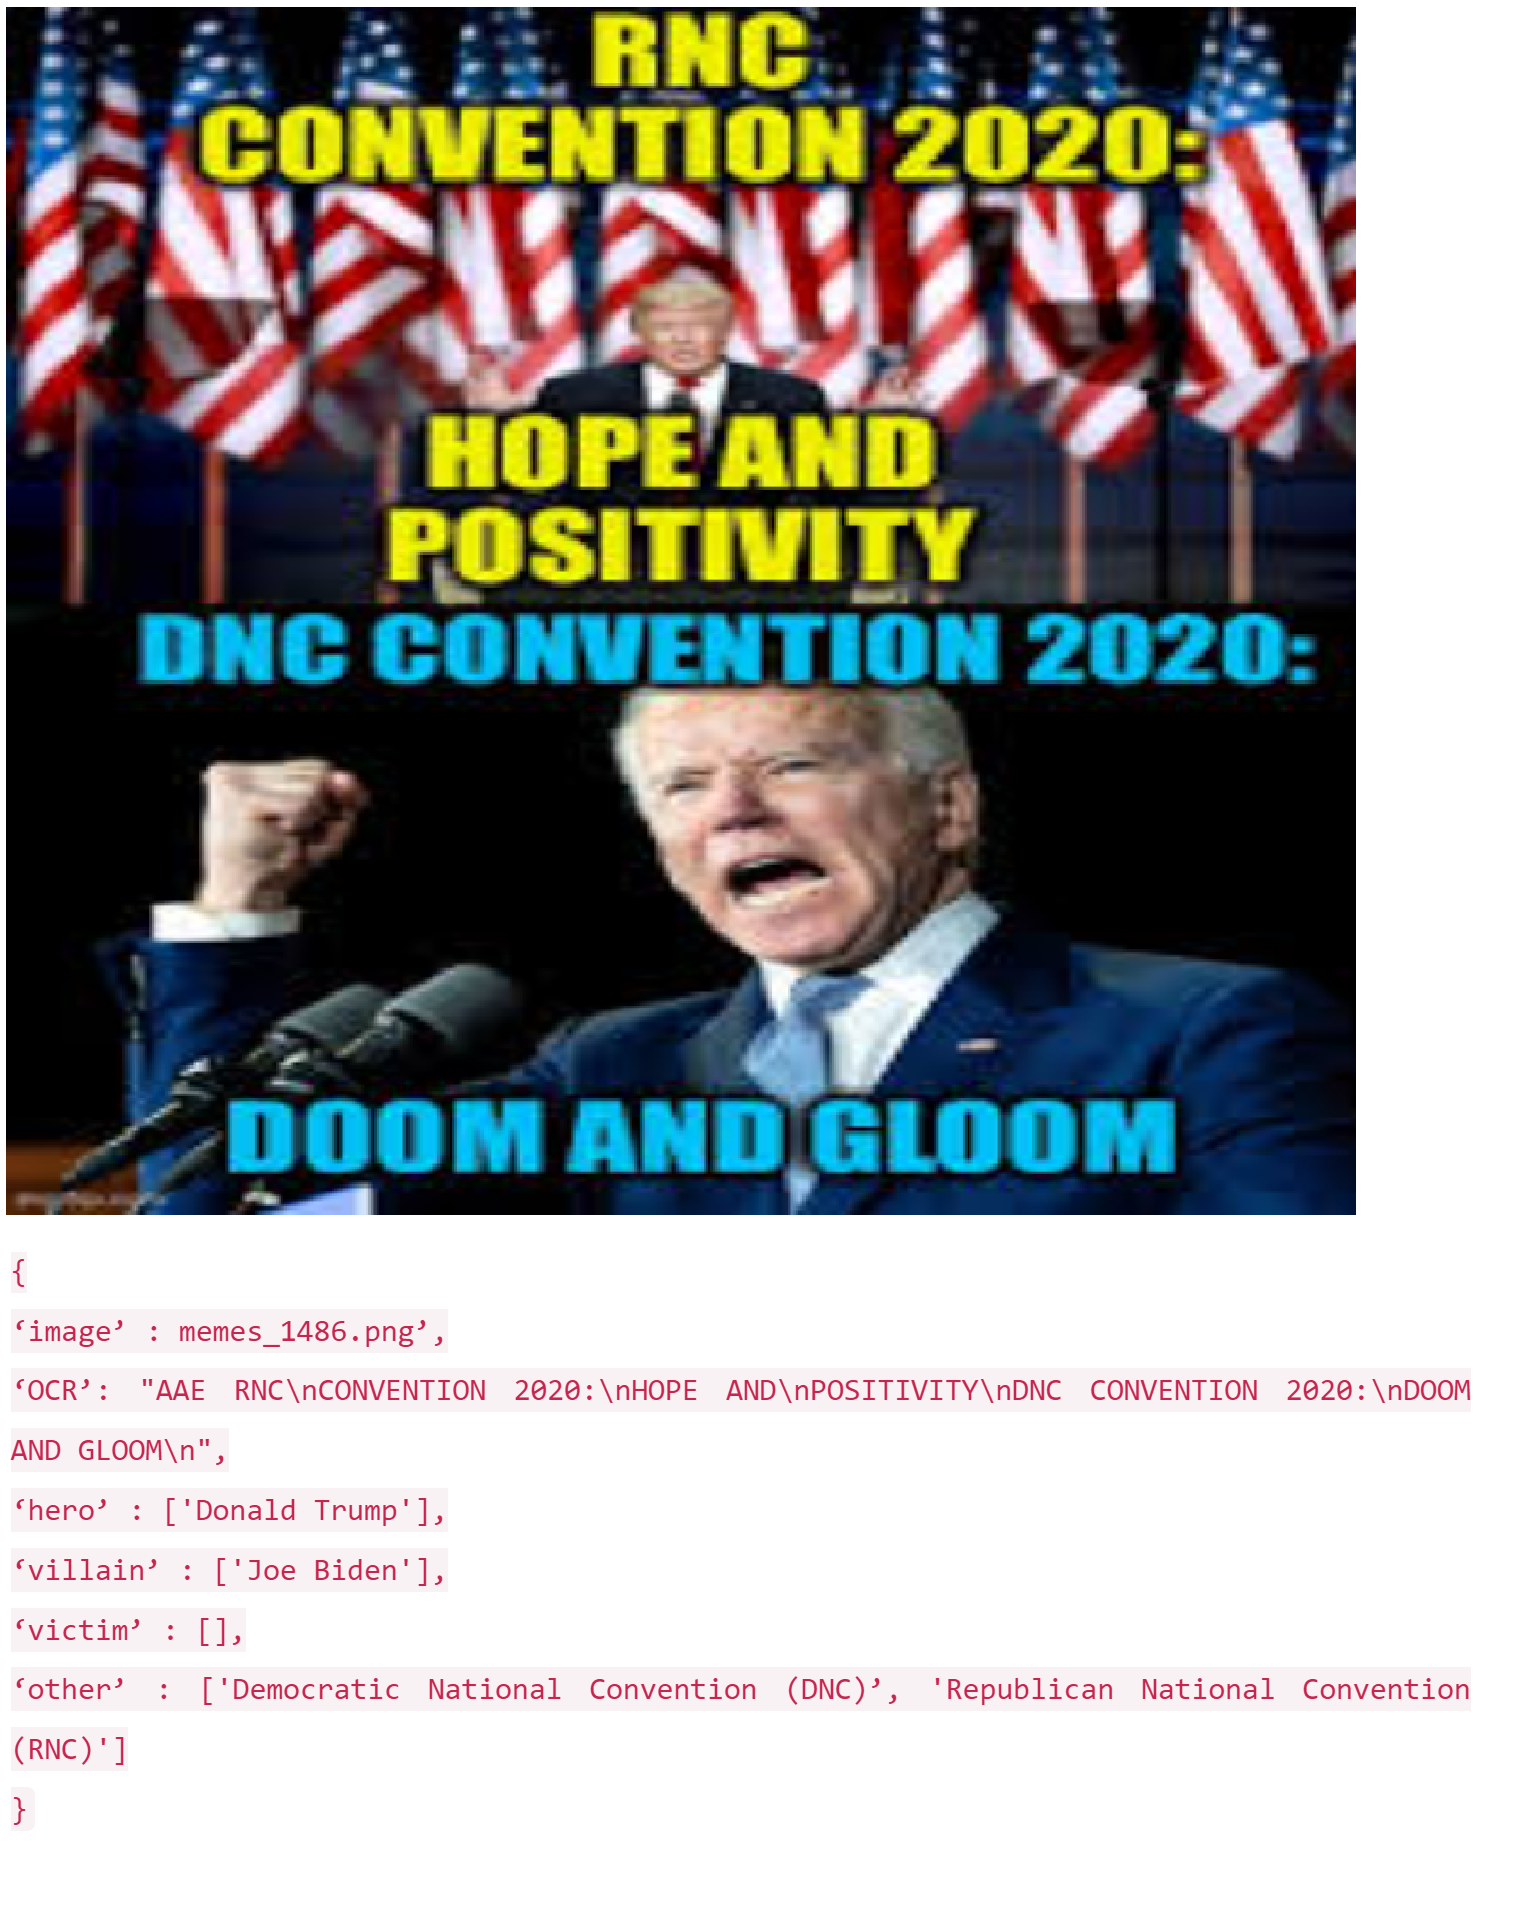 RNC
CONVENTION 2020:
HOPE AND
POSITIVITY
DNC CONVENTION 2020:
DOOM AND GLOOM
{
‘image’ : memes_1486.png’,
‘OCR’: "AAE RNC\nCONVENTION 2020:\nHOPE AND\nPOSITIVITY\nDNC CONVENTION 2020:\nDOOM
AND GLOOM\n",
‘hero’ : ['Donald Trump'],
‘villain’ : ['Joe Biden'],
‘victim’ : [],
‘other’ : ['Democratic National Convention (DNC)’, 'Republican National Convention
(RNC)']
}